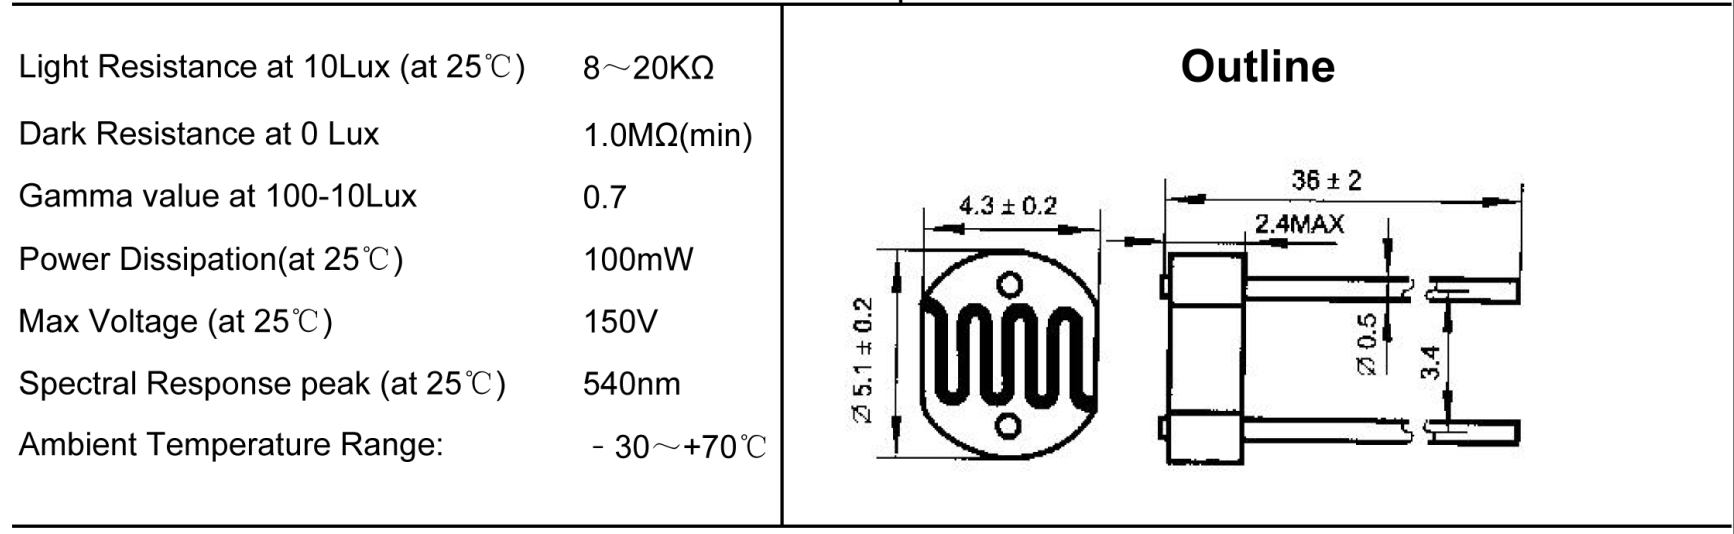 Light Resistance at 10Lux (at 25℃) 8～20KΩ
Dark Resistance at 0 Lux 1.0MΩ(min)
Gamma value at 100-10Lux 0.7
Power Dissipation(at 25℃) 100mW
Max Voltage (at 25℃) 150V
Spectral Response peak (at 25℃) 540nm
Ambient Temperature Range: －30～+70℃
Outline
4.3 ± 0.2
Ø 5.1 ± 0.2
36 ± 2
2.4MAX
Ø 0.5
3.4